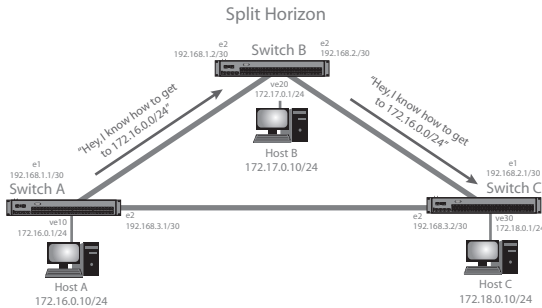 Split Horizon
e2
192.168.1.2/30
Switch B
e2
192.168.2./30
ve20
172.17.0.1/24
"Hey, I know how to get
to 172.16.0.0/24"
"Hey, I know how to get
to 172.16.0.0/24"
Host B
172.17.0.10/24
e1
192.168.1.1/30
Switch A
e1
192.168.2.1/30
Switch C
ve10
172.16.0.1/24
e2
192.168.3.1/30
e2
192.168.3.2/30
ve30
172.18.0.1/24
Host A
172.16.0.10/24
Host C
172.18.0.10/24